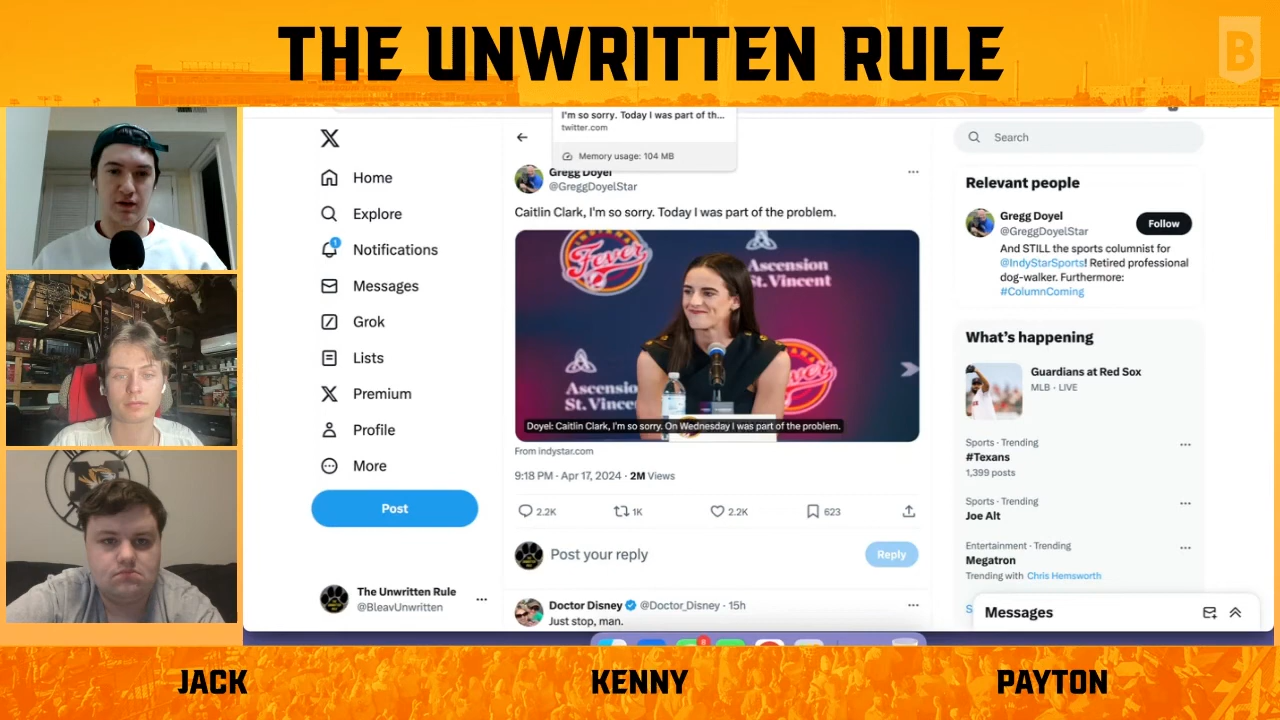 THE UNWRITTEN RULE
B
I'm so sorry. Today I was part of th...
twitter.com
Memory usage: 104 MB
Home
Explore
1
Notifications
Messages
Grok
Lists
Premium
Profile
More
Post
The Unwritten Rule
@BleavUnwritten
Gregg Doyel
@GreggDoyelStar
Caitlin Clark, I'm so sorry. Today I was part of the problem.
INDIANA
Fever
Ascension
St. Vincent
Ascension
St. Vincent
INDIANA
Fever
Doyel: Caitlin Clark, I'm so sorry. On Wednesday I was part of the problem.
From indystar.com
9:18 PM · Apr 17, 2024 · 2M Views
2.2K
1K
2.2K
623
Post your reply
Reply
Doctor Disney @Doctor_Disney · 15h
Just stop, man.
Search
Relevant people
Gregg Doyel
@GreggDoyelStar
Follow
And STILL the sports columnist for
@IndyStarSports! Retired professional
dog-walker. Furthermore:
#ColumnComing
What's happening
Guardians at Red Sox
MLB · LIVE
Sports · Trending
#Texans
1,399 posts
Sports · Trending
Joe Alt
Entertainment · Trending
Megatron
Trending with Chris Hemsworth
S
Messages
8
JACK
KENNY
PAYTON